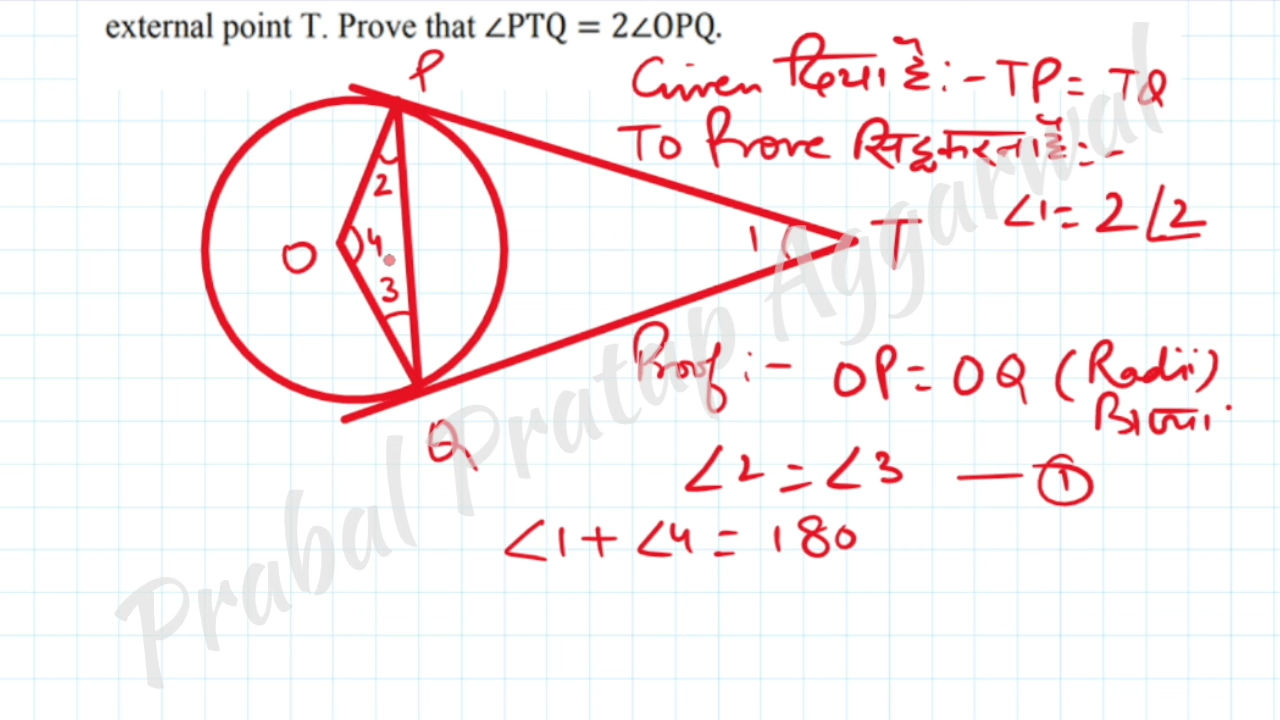 external point T. Prove that ∠PTQ = 2∠OPQ.
P
Given दिया है :- TP = TQ
To Prove सिद्ध करना है :-
2
∠1 = 2∠2
O
4
1
T
3
Proof :- OP = OQ (Radii)
त्रिज्या
Q
∠2 = ∠3 — ①
∠1 + ∠4 = 180
Prabal Pratap Aggarwal